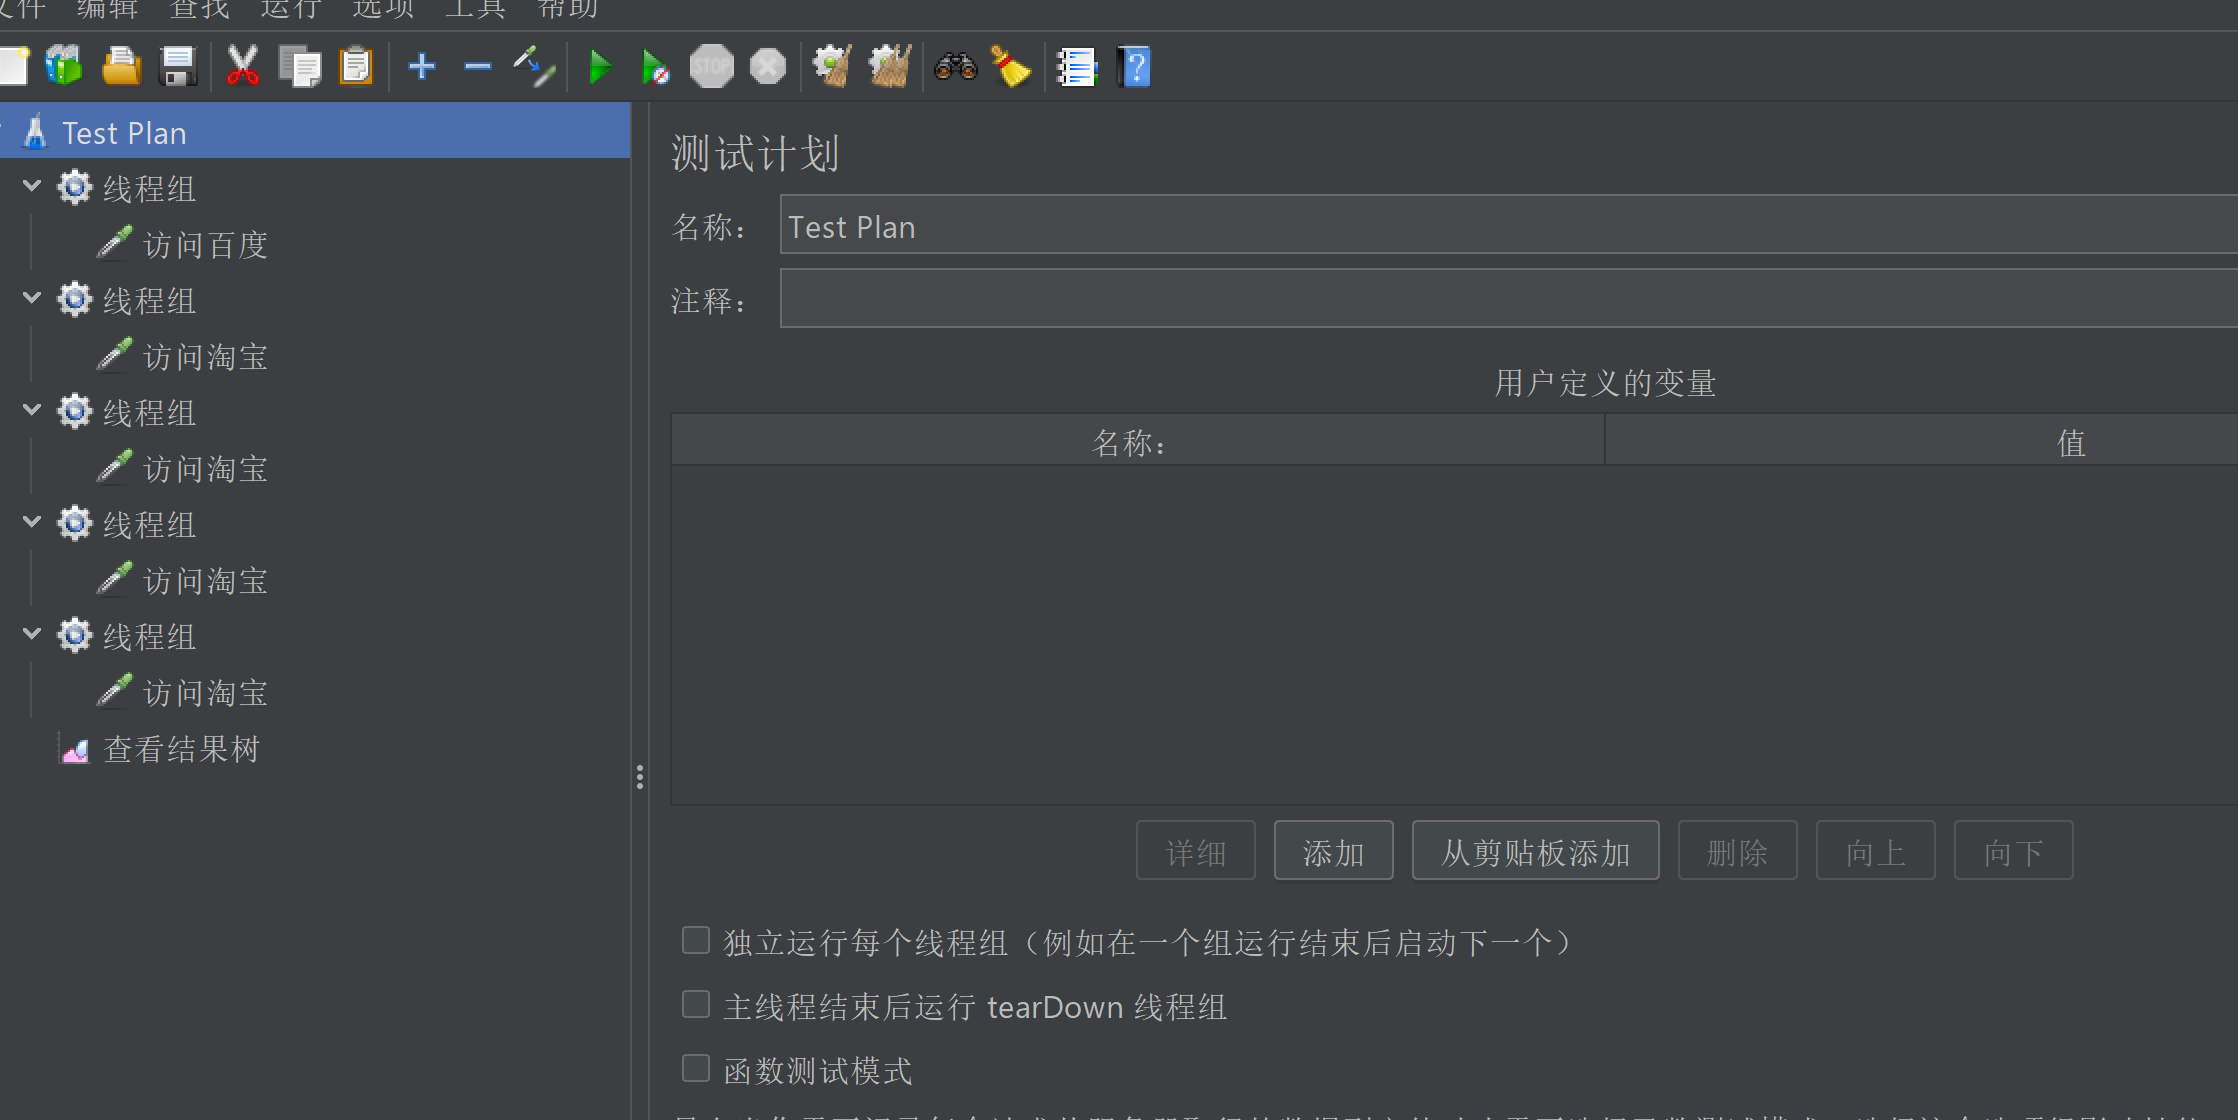 文件 编辑 查找 运行 选项 工具 帮助
STOP
Test Plan
线程组
访问百度
线程组
访问淘宝
线程组
访问淘宝
线程组
访问淘宝
线程组
访问淘宝
查看结果树
测试计划
名称： Test Plan
注释：
用户定义的变量
名称： 值
详细 添加 从剪贴板添加 删除 向上 向下
独立运行每个线程组（例如在一个组运行结束后启动下一个）
主线程结束后运行 tearDown 线程组
函数测试模式